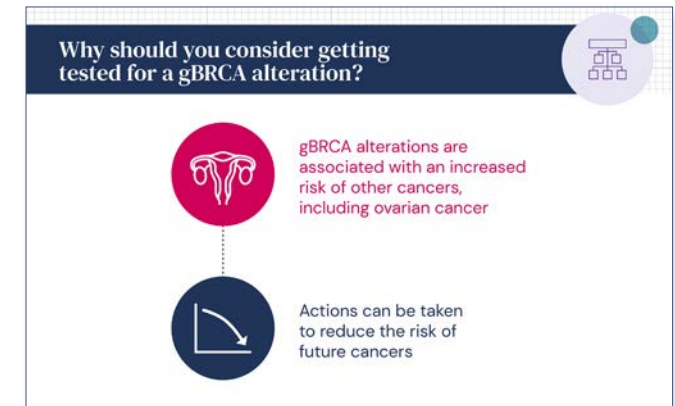 Why should you consider getting
tested for a gBRCA alteration?
gBRCA alterations are
associated with an increased
risk of other cancers,
including ovarian cancer
Actions can be taken
to reduce the risk of
future cancers